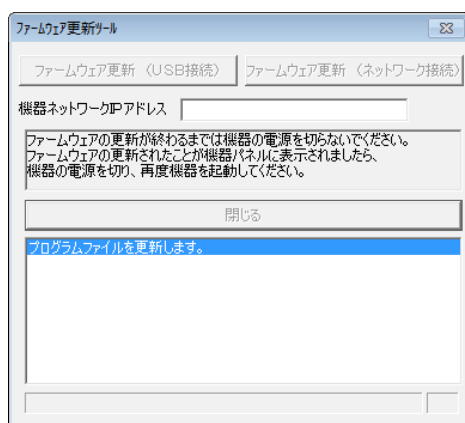 ファームウェア更新ツール
ファームウェア更新（USB接続）
ファームウェア更新（ネットワーク接続）
機器ネットワークIPアドレス
ファームウェアの更新が終わるまでは機器の電源を切らないでください。
ファームウェアの更新されたことが機器パネルに表示されましたら、
機器の電源を切り、再度機器を起動してください。
閉じる
プログラムファイルを更新します。